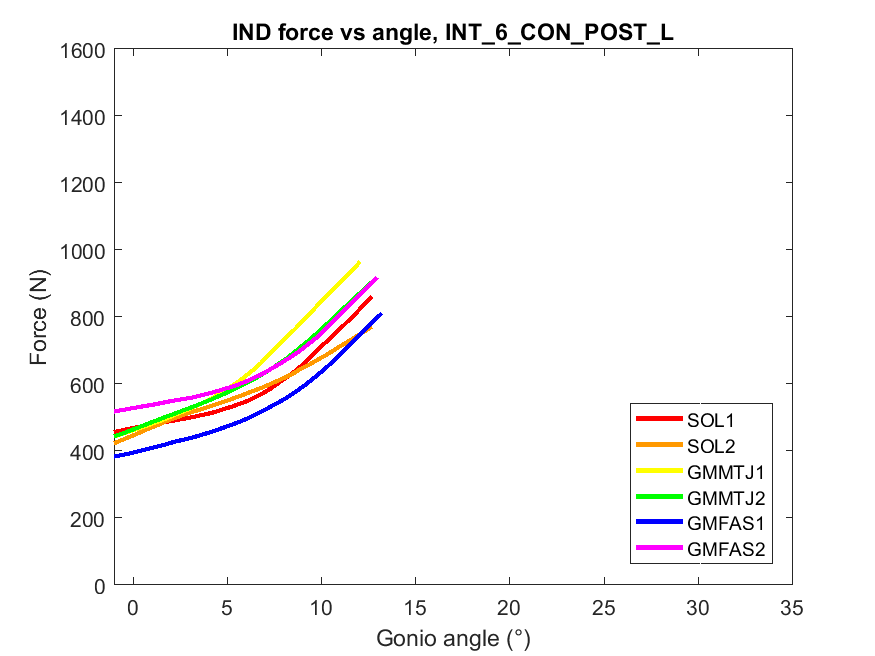 IND force vs angle, INT_6_CON_POST_L
1600
1400
1200
1000
800
600
400
200
0
Force (N)
0 5 10 15 20 25 30 35
Gonio angle (°)
SOL1
SOL2
GMMTJ1
GMMTJ2
GMFAS1
GMFAS2